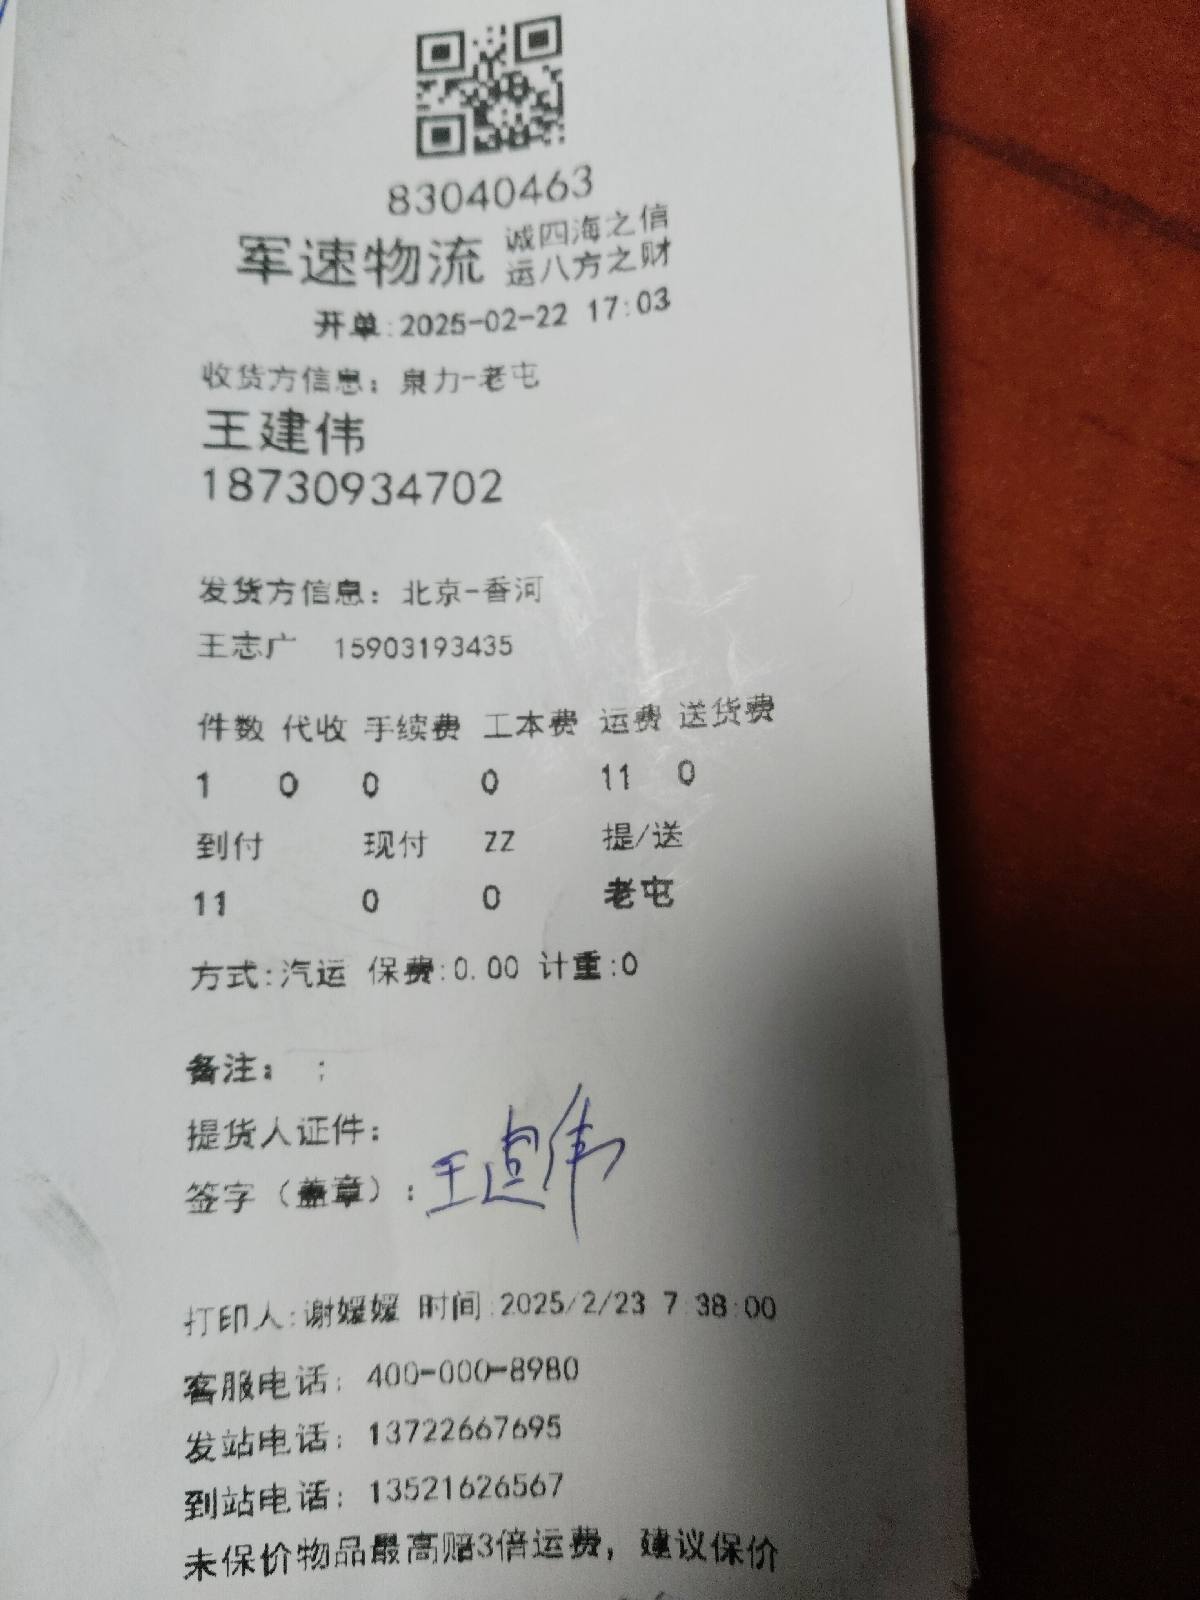 83040463
军速物流 诚四海之信
运八方之财
开单:2025-02-22 17:03
收货方信息：泉力-老屯
王建伟
18730934702
发货方信息：北京-香河
王志广 15903193435
件数 代收 手续费 工本费 运费 送货费
1 0 0 0 11 0
到付 现付 ZZ 提/送
11 0 0 老屯
方式:汽运 保费:0.00 计重:0
备注： ;
提货人证件：
签字（盖章）:王建伟
打印人:谢媛媛 时间:2025/2/23 7:38:00
客服电话：400-000-8980
发站电话：13722667695
到站电话：13521626567
未保价物品最高赔3倍运费，建议保价